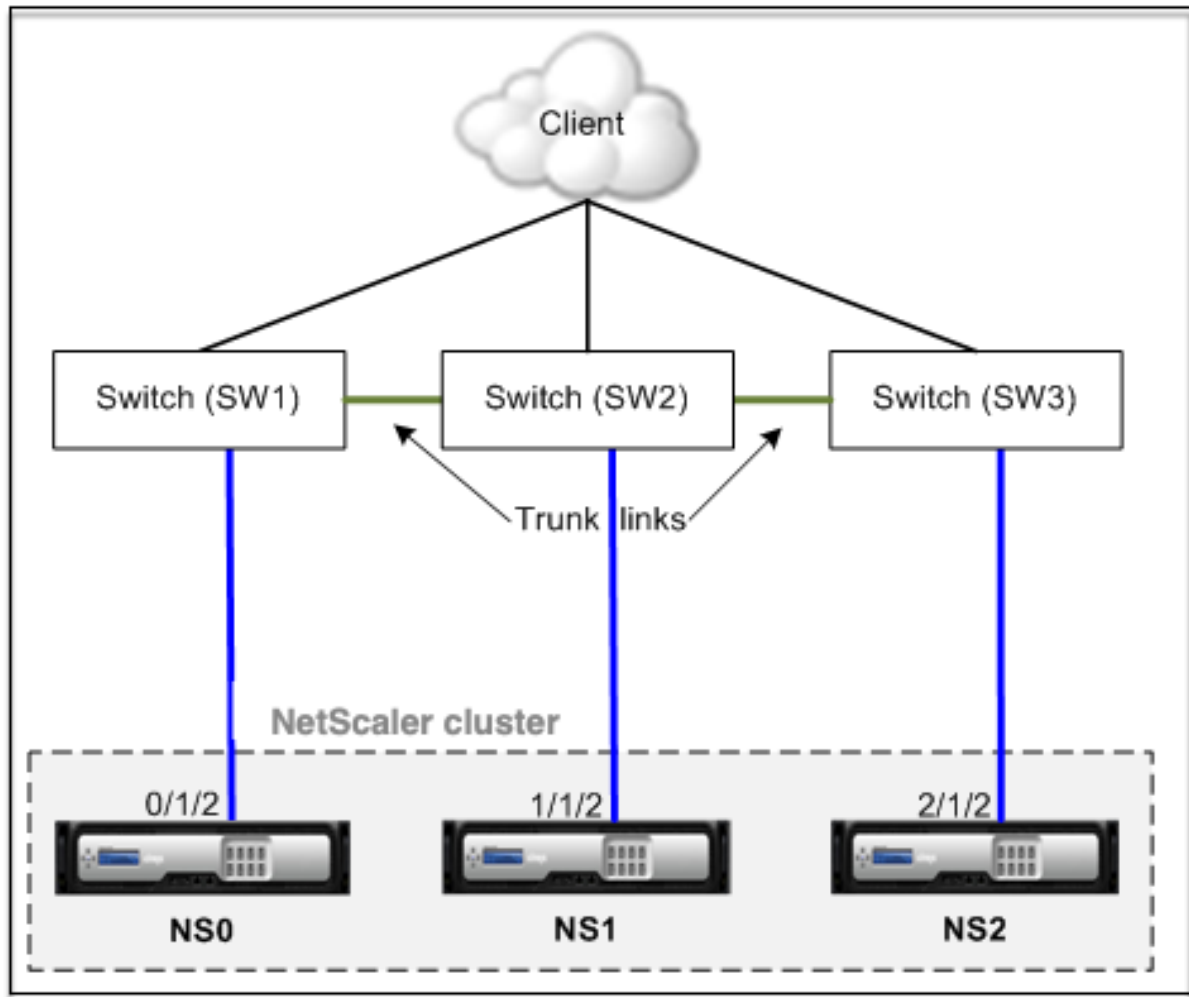 Client
Switch (SW1)
Switch (SW2)
Switch (SW3)
Trunk links
NetScaler cluster
0/1/2
1/1/2
2/1/2
NS0
NS1
NS2